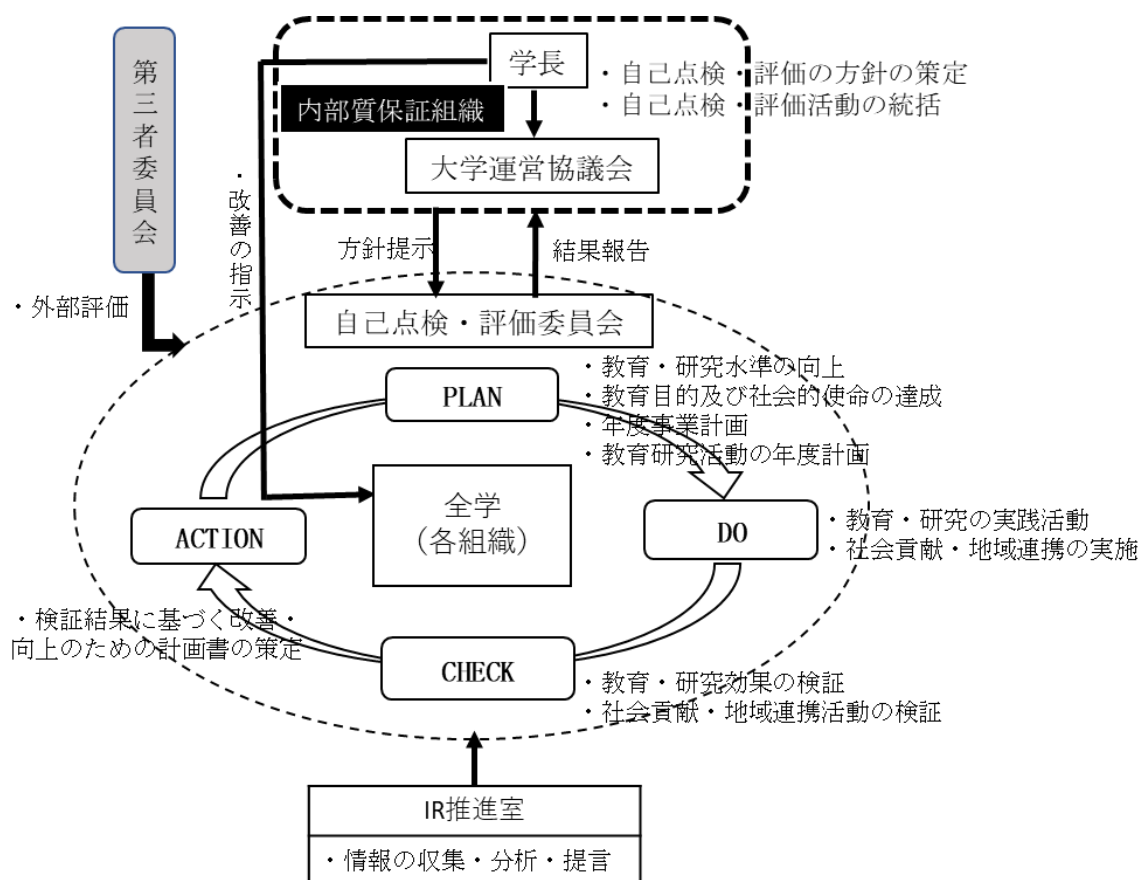 第三者委員会
学長
・自己点検・評価の方針の策定
・自己点検・評価活動の統括
内部質保証組織
大学運営協議会
・改善の指示
方針提示
結果報告
・外部評価
自己点検・評価委員会
PLAN
・教育・研究水準の向上
・教育目的及び社会的使命の達成
・年度事業計画
・教育研究活動の年度計画
全学
（各組織）
ACTION
DO
・教育・研究の実践活動
・社会貢献・地域連携の実施
・検証結果に基づく改善・
向上のための計画書の策定
CHECK
・教育・研究効果の検証
・社会貢献・地域連携活動の検証
IR推進室
・情報の収集・分析・提言